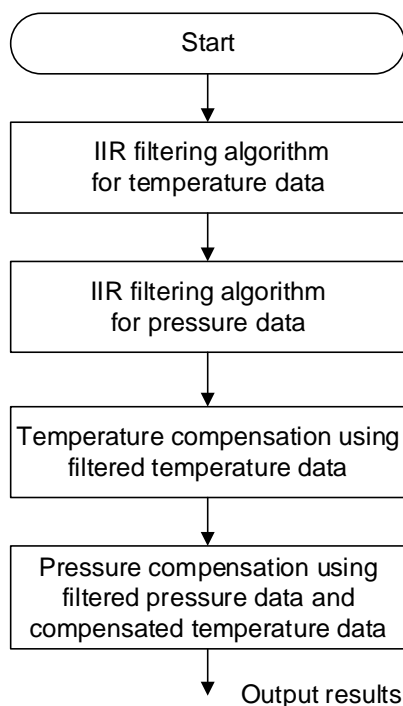 Start
IIR filtering algorithm
for temperature data
IIR filtering algorithm
for pressure data
Temperature compensation using
filtered temperature data
Pressure compensation using
filtered pressure data and
compensated temperature data
Output results